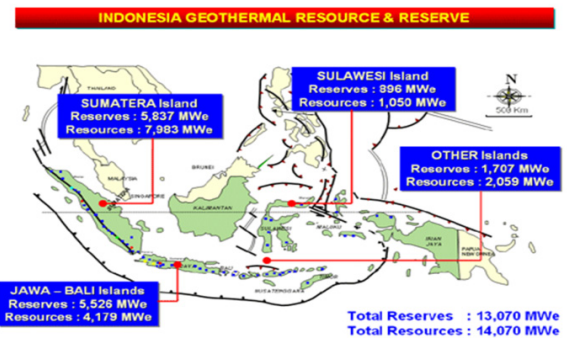 INDONESIA GEOTHERMAL RESOURCE & RESERVE
SULAWESI Island
Reserves : 896 MWe
Resources : 1,050 MWe
N
500 Km
THAILAND
SUMATERA Island
Reserves : 5,837 MWe
Resources : 7,983 MWe
OTHER Islands
Reserves : 1,707 MWe
Resources : 2,059 MWe
BRUNEI
MALAYSIA
SINGAPORE
KALIMANTAN
SULAWESI
MALUKU
IRIAN
JAYA
PAPUA
NEW GUINEA
NUSATENGGARA
JAWA – BALI Islands
Reserves : 5,526 MWe
Resources : 4,179 MWe
Total Reserves : 13,070 MWe
Total Resources : 14,070 MWe